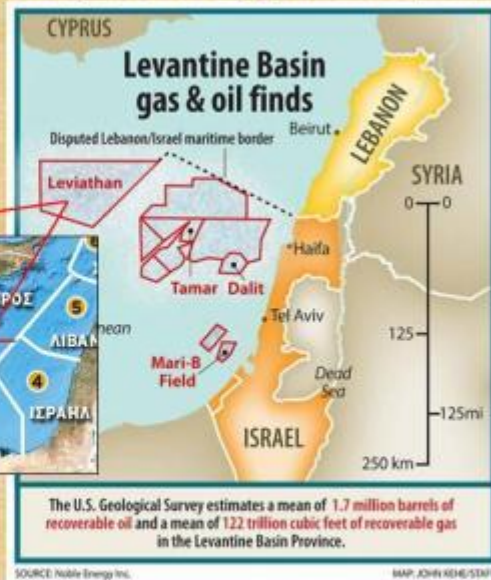 CYPRUS
Levantine Basin
gas & oil finds
Disputed Lebanon/Israel maritime border
Beirut
LEBANON
Leviathan
SYRIA
0
0
Haifa
Tamar
Dalit
5
4
ΙΣΡΑΗΛ
nean
Tel Aviv
125
Mari-B
Field
Dead
Sea
125mi
ISRAEL
250 km
The U.S. Geological Survey estimates a mean of 1.7 million barrels of
recoverable oil and a mean of 122 trillion cubic feet of recoverable gas
in the Levantine Basin Province.
SOURCE: Noble Energy Inc.
MAP: JOHN KEHE/STAF